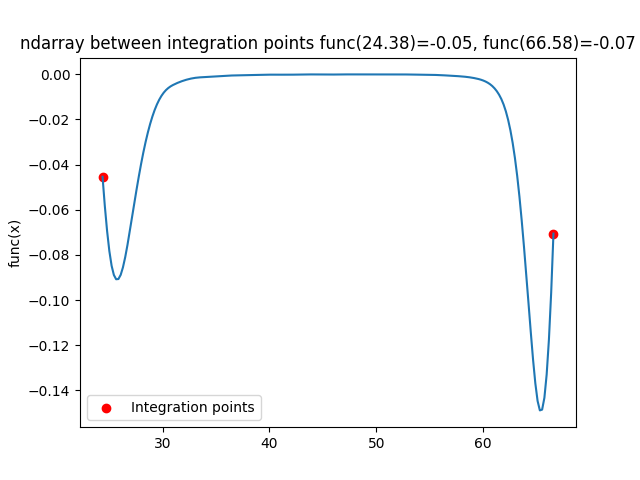 ndarray between integration points func(24.38)=-0.05, func(66.58)=-0.07
0.00
−0.02
−0.04
−0.06
−0.08
−0.10
−0.12
−0.14
func(x)
Integration points
30 40 50 60